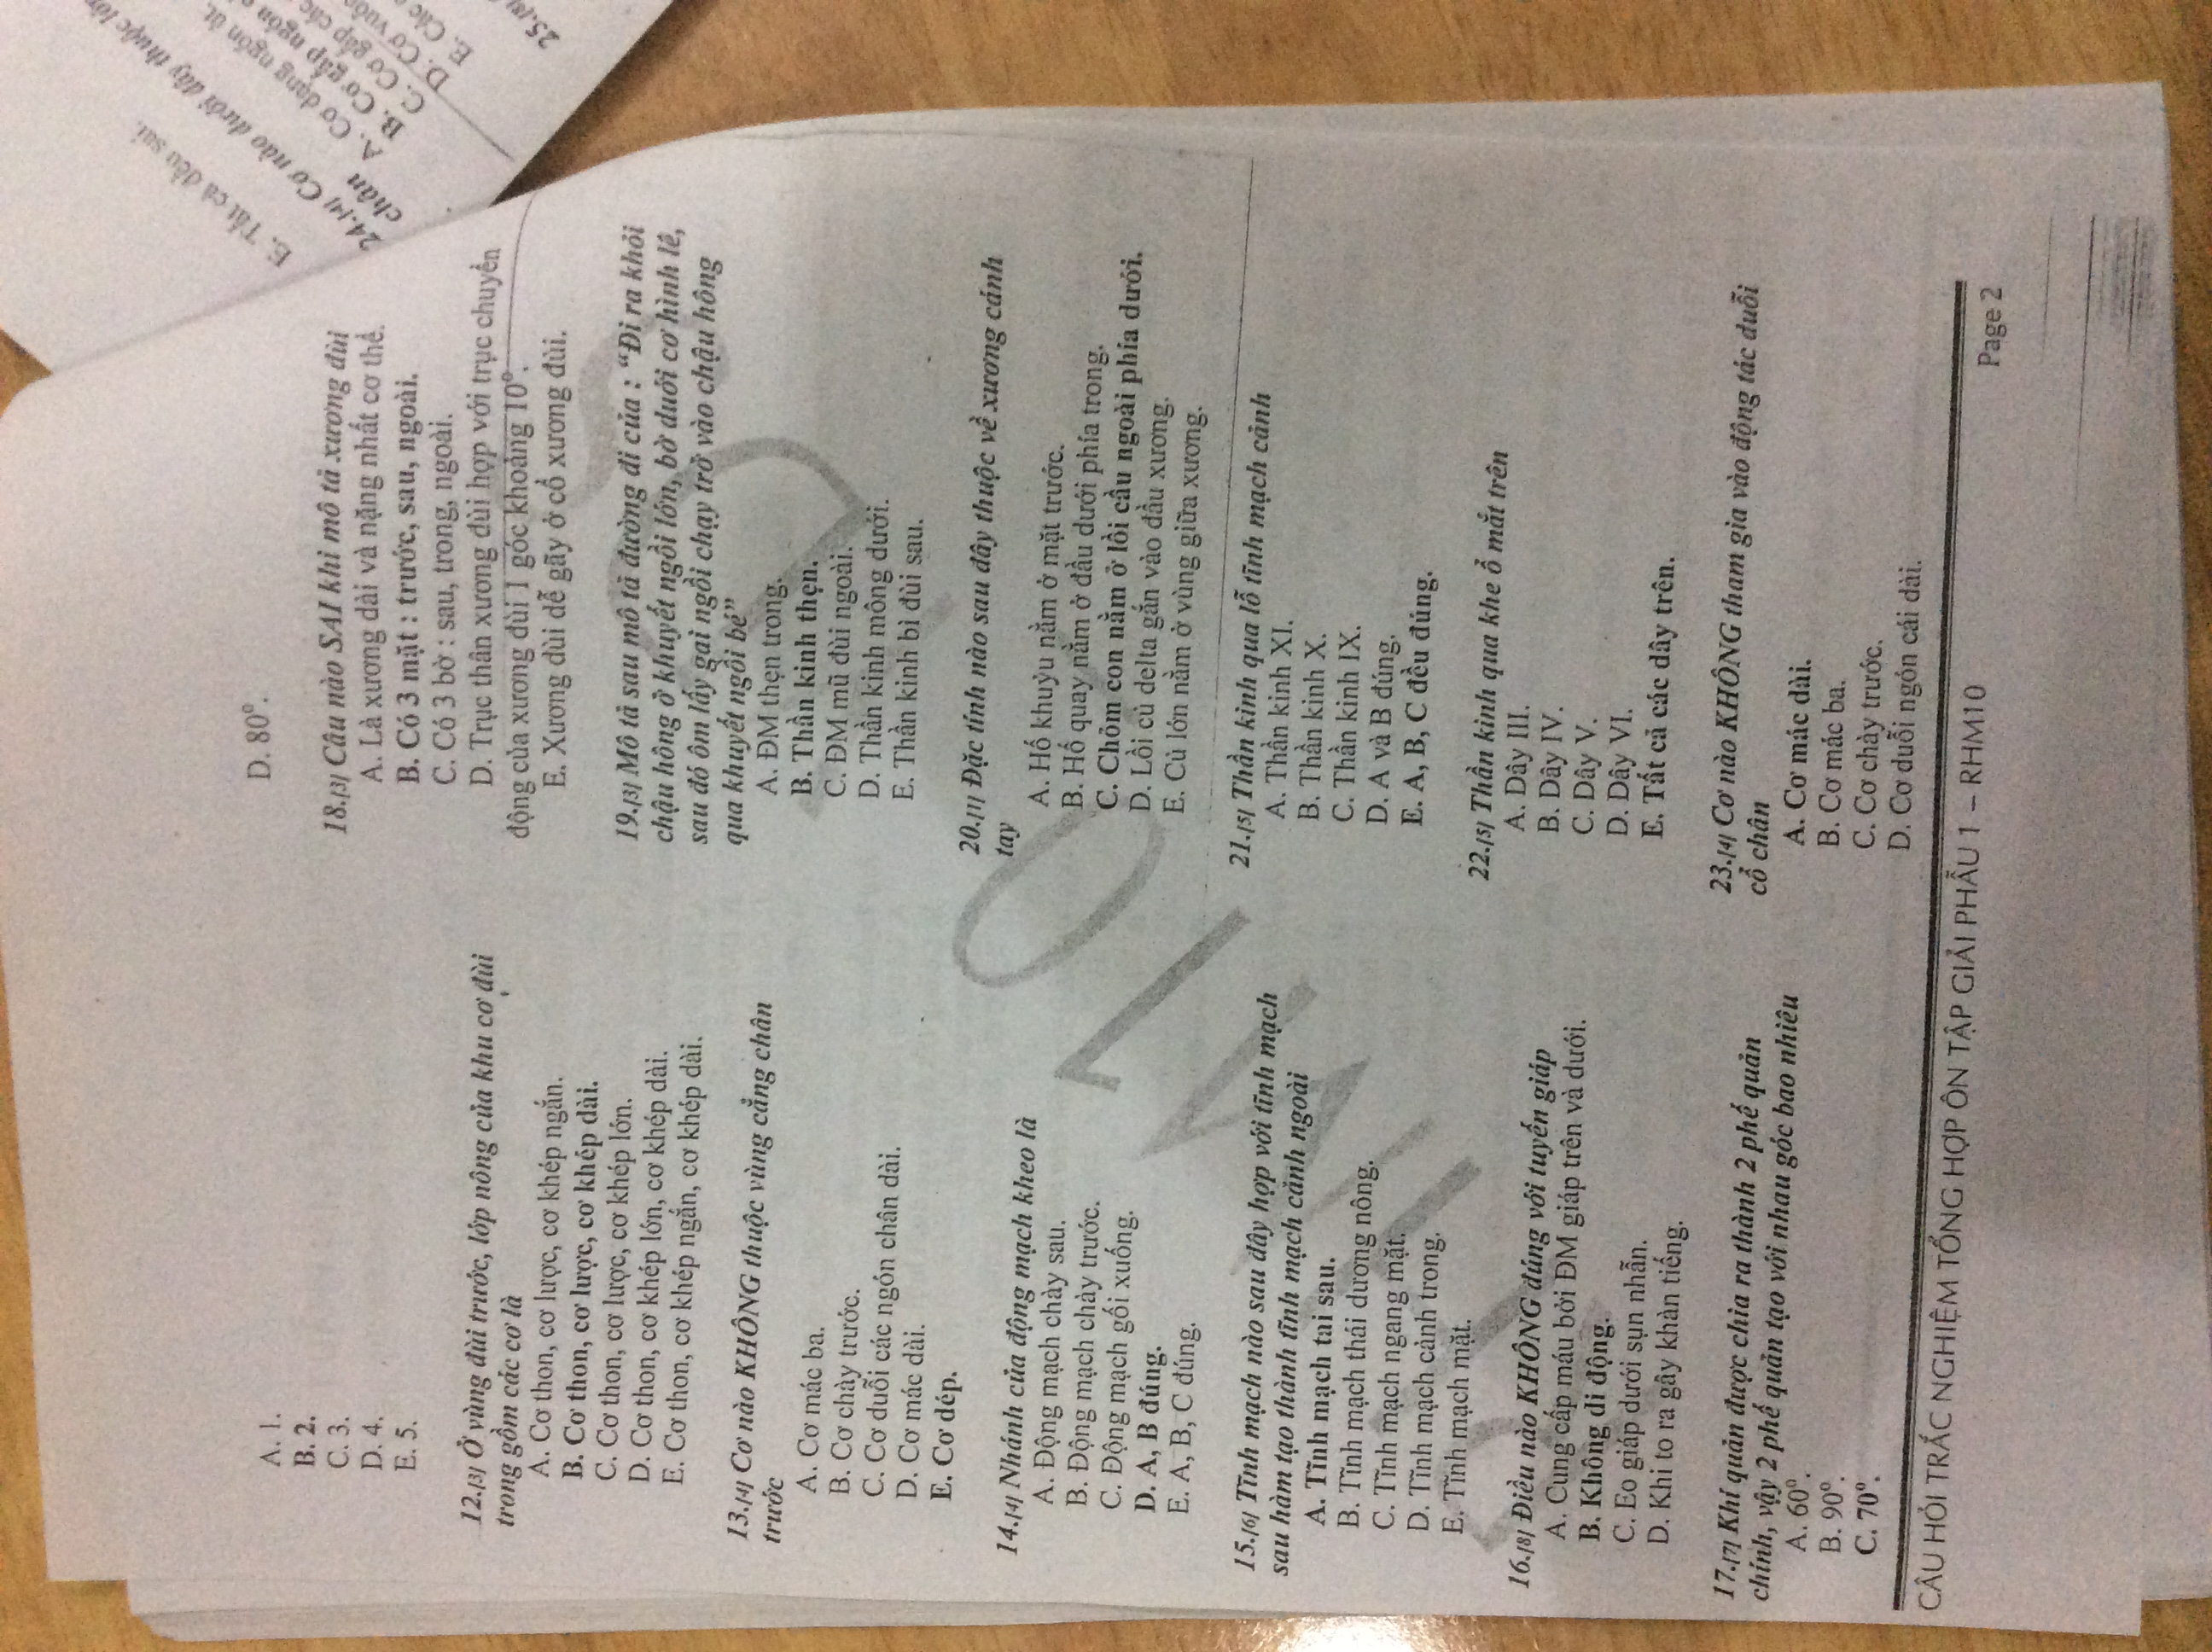 A. 1.
B. 2.
C. 3.
D. 4.
E. 5.
12.[3] Ở vùng đùi trước, lớp nông của khu cơ đùi
trong gồm các cơ là
A. Cơ thon, cơ lược, cơ khép ngắn.
B. Cơ thon, cơ lược, cơ khép dài.
C. Cơ thon, cơ lược, cơ khép lớn.
D. Cơ thon, cơ khép lớn, cơ khép dài.
E. Cơ thon, cơ khép ngắn, cơ khép dài.
13.[4] Cơ nào KHÔNG thuộc vùng cẳng chân
trước
A. Cơ mác ba.
B. Cơ chày trước.
C. Cơ duỗi các ngón chân dài.
D. Cơ mác dài.
E. Cơ dép.
14.[4] Nhánh của động mạch kheo là
A. Động mạch chày sau.
B. Động mạch chày trước.
C. Động mạch gối xuống.
D. A, B đúng.
E. A, B, C đúng.
15.[6] Tĩnh mạch nào sau đây hợp với tĩnh mạch
sau hàm tạo thành tĩnh mạch cảnh ngoài
A. Tĩnh mạch tai sau.
B. Tĩnh mạch thái dương nông.
C. Tĩnh mạch ngang mặt.
D. Tĩnh mạch cảnh trong.
E. Tĩnh mạch mặt.
16.[8] Điều nào KHÔNG đúng với tuyến giáp
A. Cung cấp máu bởi ĐM giáp trên và dưới.
B. Không di động.
C. Eo giáp dưới sụn nhẫn.
D. Khi to ra gây khàn tiếng.
17.[7] Khí quản được chia ra thành 2 phế quản
chính, vậy 2 phế quản tạo với nhau góc bao nhiêu
A. 60⁰.
B. 90⁰.
C. 70⁰.
D. 80⁰.
18.[3] Câu nào SAI khi mô tả xương đùi
A. Là xương dài và nặng nhất cơ thể.
B. Có 3 mặt : trước, sau, ngoài.
C. Có 3 bờ : sau, trong, ngoài.
D. Trục thân xương đùi hợp với trục chuyển
động của xương đùi 1 góc khoảng 10⁰.
E. Xương đùi dễ gãy ở cổ xương đùi.
19.[3] Mô tả sau mô tả đường đi của : “Đi ra khỏi
chậu hông ở khuyết ngồi lớn, bờ duới cơ hình lê,
sau đó ôm lấy gai ngồi chạy trở vào chậu hông
qua khuyết ngồi bé”
A. ĐM thẹn trong.
B. Thần kinh thẹn.
C. ĐM mũ đùi ngoài.
D. Thần kinh mông dưới.
E. Thần kinh bì đùi sau.
20.[1] Đặc tính nào sau đây thuộc về xương cánh
tay
A. Hố khuỷu nằm ở mặt trước.
B. Hố quay nằm ở đầu dưới phía trong.
C. Chỏm con nằm ở lồi cầu ngoài phía dưới.
D. Lồi củ delta gắn vào đầu xương.
E. Củ lớn nằm ở vùng giữa xương.
21.[5] Thần kinh qua lỗ tĩnh mạch cảnh
A. Thần kinh XI.
B. Thần kinh X.
C. Thần kinh IX.
D. A và B đúng.
E. A, B, C đều đúng.
22.[5] Thần kinh qua khe ổ mắt trên
A. Dây III.
B. Dây IV.
C. Dây V.
D. Dây VI.
E. Tất cả các dây trên.
23.[4] Cơ nào KHÔNG tham gia vào động tác duỗi
cổ chân
A. Cơ mác dài.
B. Cơ mác ba.
C. Cơ chày trước.
D. Cơ duỗi ngón cái dài.
CÂU HỎI TRẮC NGHIỆM TỔNG HỢP ÔN TẬP GIẢI PHẪU 1 – RHM10
Page 2
E. Tất cả đều sai.
24.[4] Cơ nào dưới đây thuộc
chân
A. Cơ dạng ngón út.
B. Cơ gấp ngón
C. Cơ gấp các
D. Cơ
E. Các
25.[8]